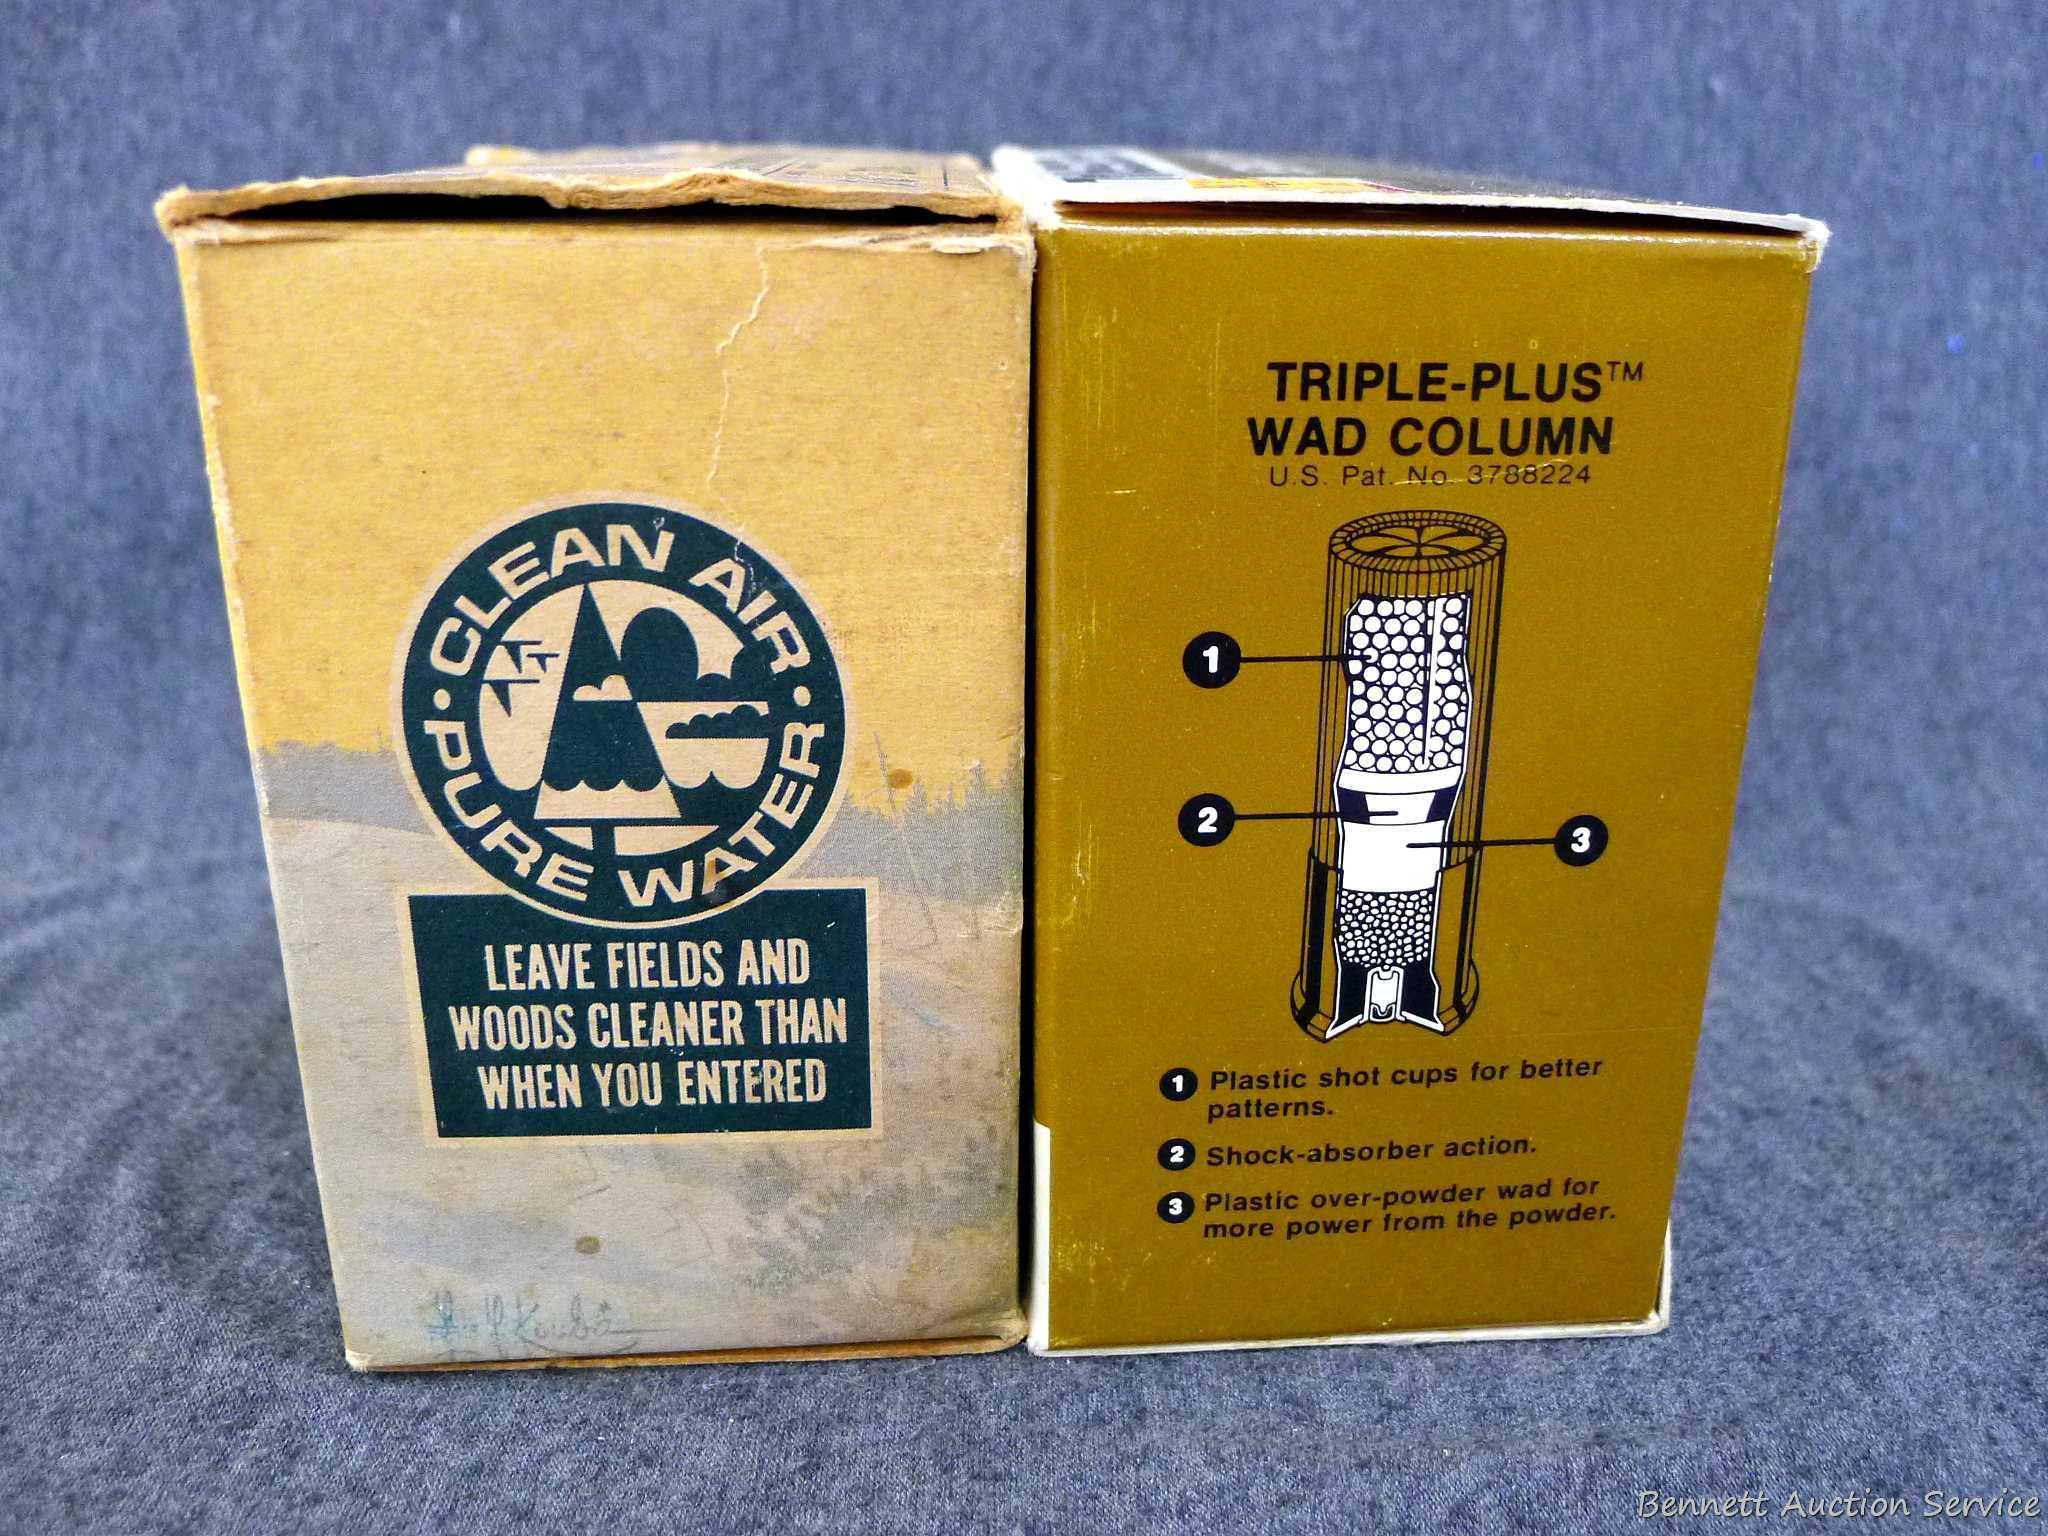 CLEAN AIR
PURE WATER
LEAVE FIELDS AND
WOODS CLEANER THAN
WHEN YOU ENTERED
TRIPLE-PLUS™
WAD COLUMN
U.S. Pat. No. 3788224
1
2
3
1 Plastic shot cups for better
patterns.
2 Shock-absorber action.
3 Plastic over-powder wad for
more power from the powder.
Bennett Auction Service